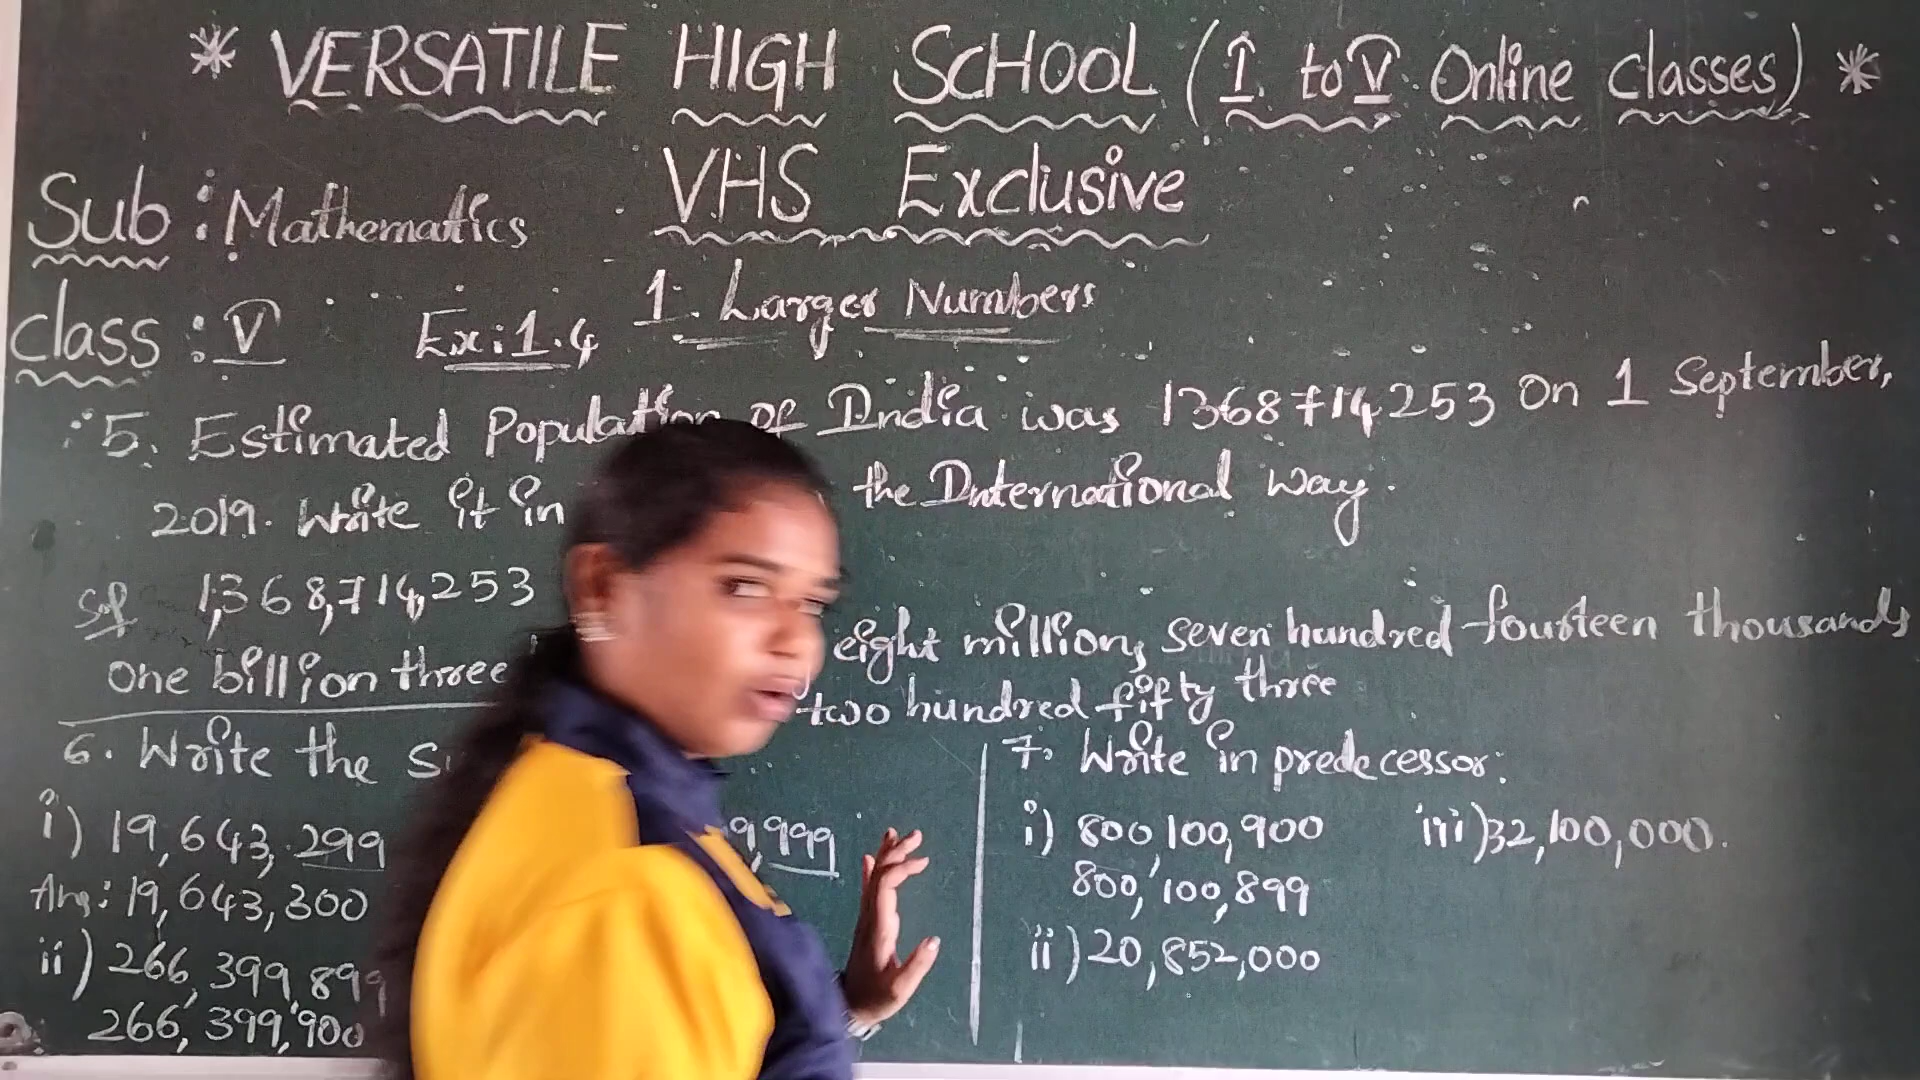 * VERSATILE HIGH SCHOOL (I to V Online classes) *
VHS Exclusive
Sub : Mathematics
1. Larger Numbers
class : V Ex:1.4
5. Estimated Population of India was 1368714253 on 1 September,
2019. Write it in the International way.
Sol 1,368,714,253
One billion three eight million, seven hundred fourteen thousands
two hundred fifty three
6. Write the
i) 19,643,299 9,999
Ans: 19,643,300
ii) 266,399,899
266,399,900
7. Write in predecessor:
i) 800,100,900 iii) 32,100,000.
800,100,899
ii) 20,852,000